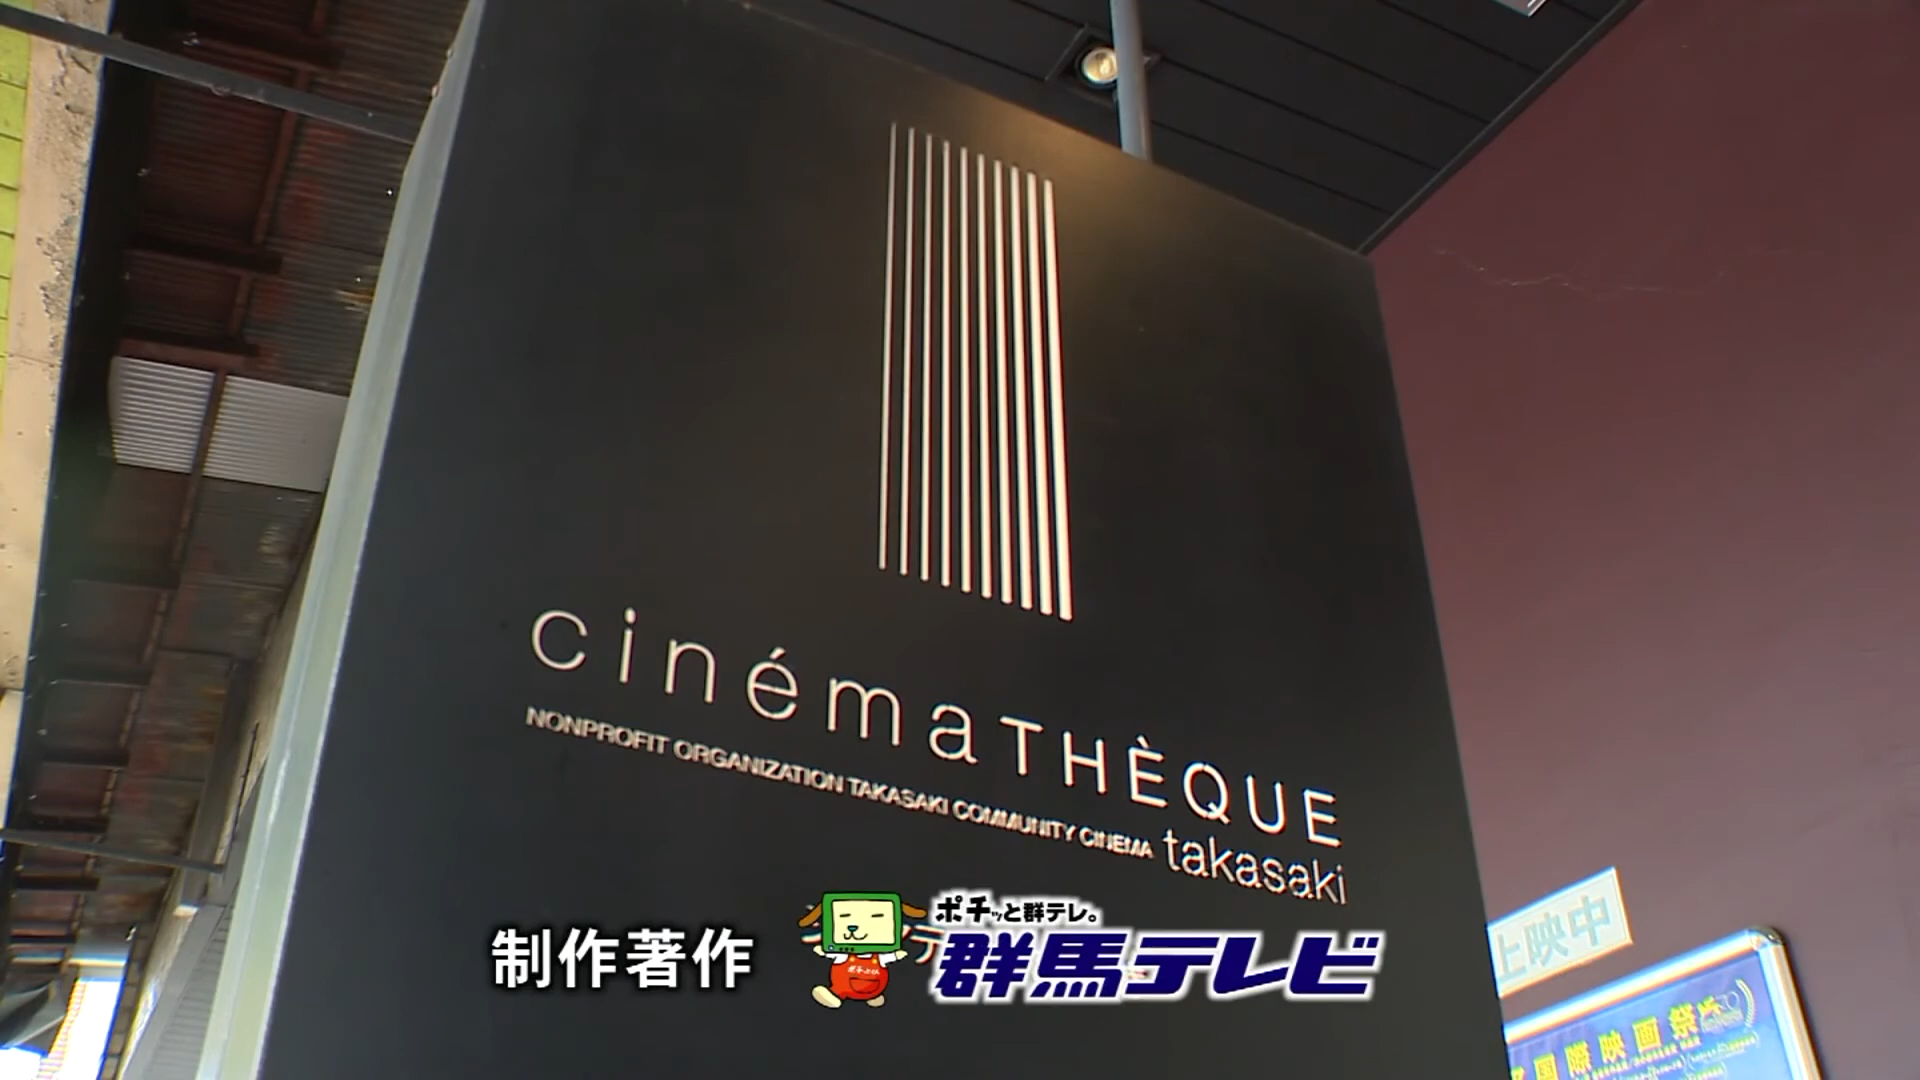 cinémaTHÈQUE
NONPROFIT ORGANIZATION TAKASAKI COMMUNITY CINEMA takasaki
ポチッと群テレ。
制作著作 群馬テレビ
上映中
国際映画祭